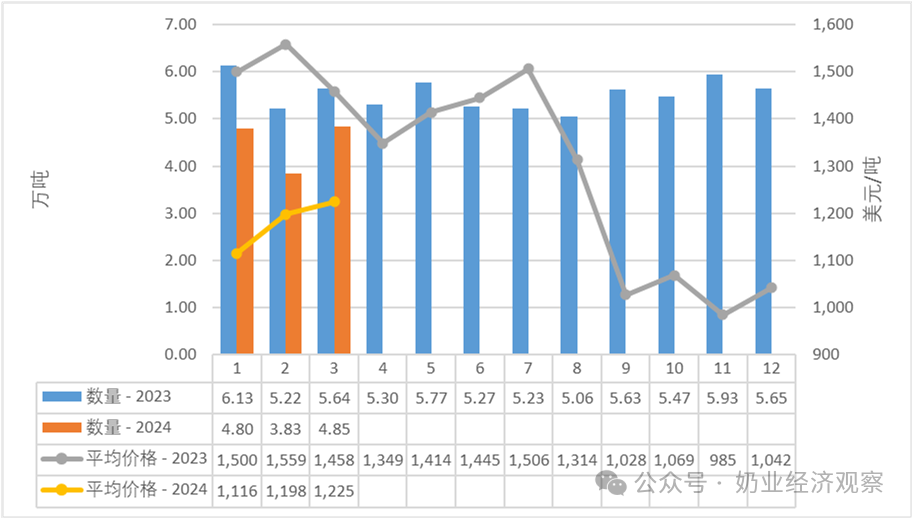 7.00 1,600
6.00 1,500
5.00 1,400
4.00 1,300
3.00 1,200
2.00 1,100
1.00 1,000
0.00 900
万吨
美元/吨
1 2 3 4 5 6 7 8 9 10 11 12
数量 - 2023 6.13 5.22 5.64 5.30 5.77 5.27 5.23 5.06 5.63 5.47 5.93 5.65
数量 - 2024 4.80 3.83 4.85
平均价格 - 2023 1,500 1,559 1,458 1,349 1,414 1,445 1,506 1,314 1,028 1,069 985 1,042
平均价格 - 2024 1,116 1,198 1,225
公众号 · 奶业经济观察